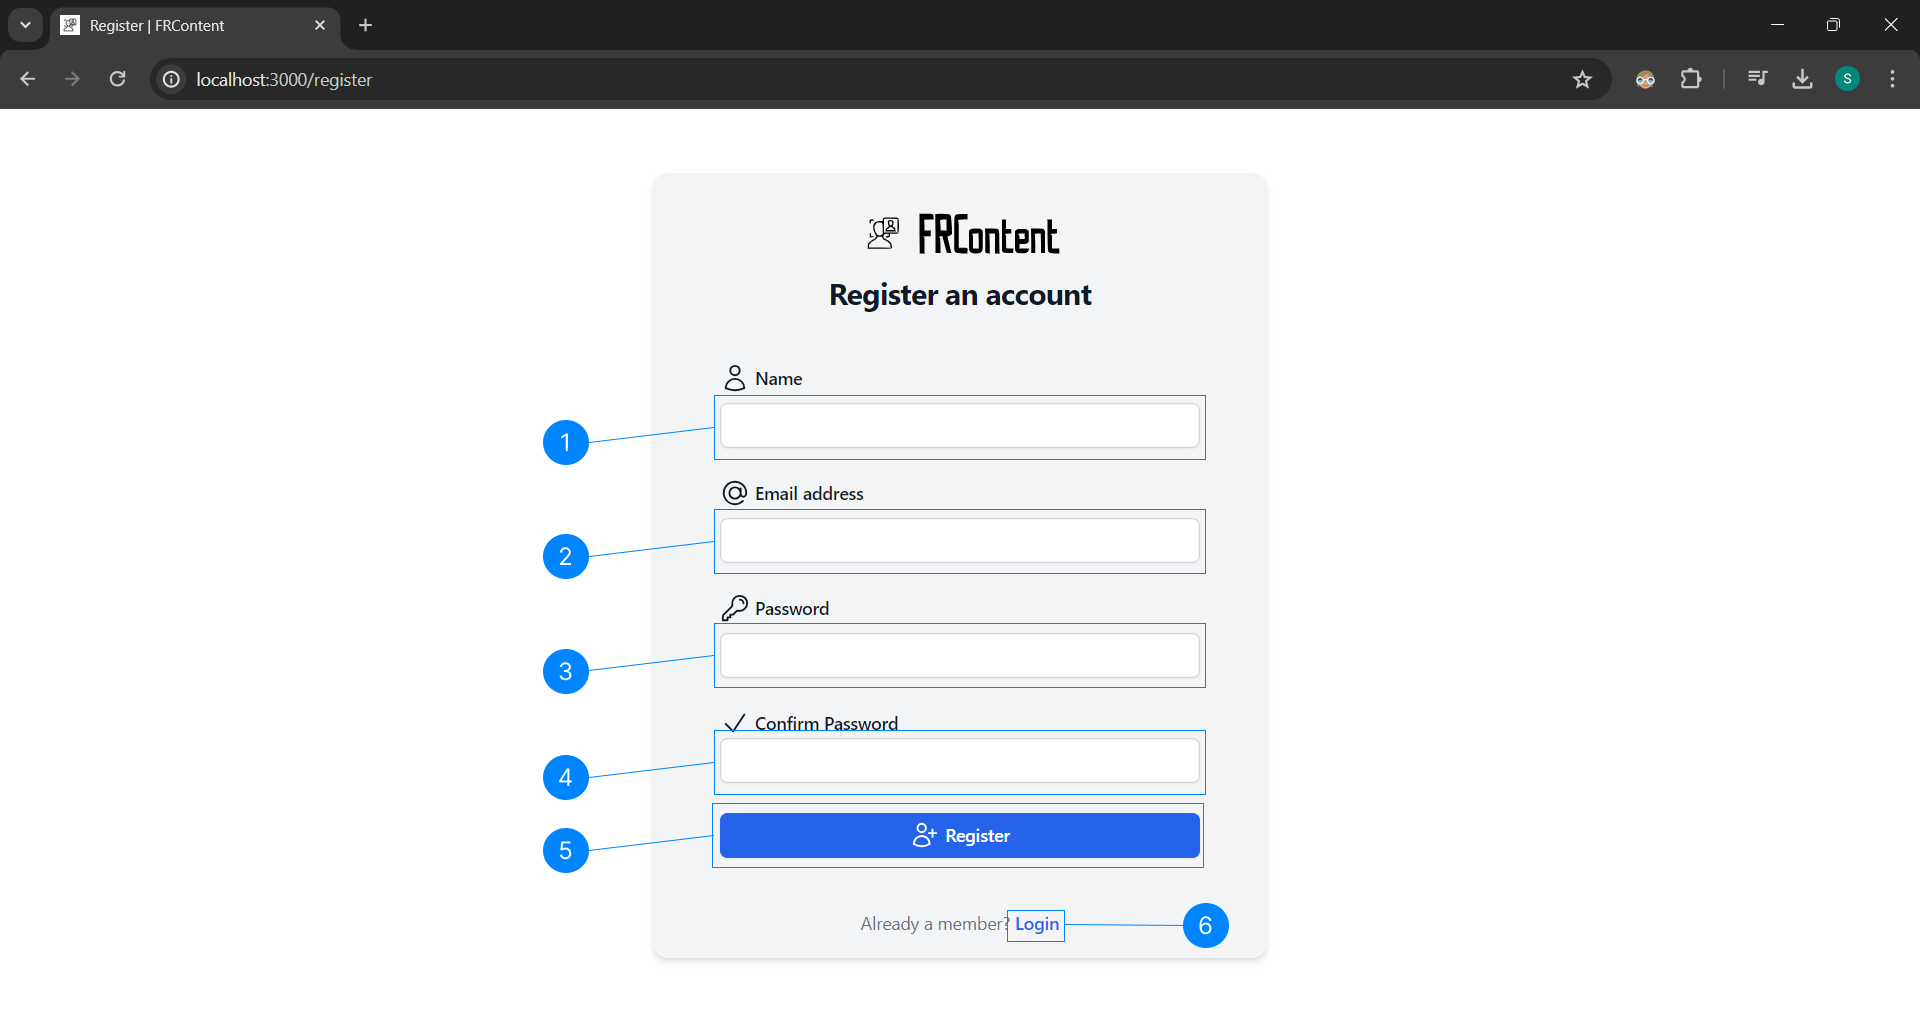 Register | FRContent
localhost:3000/register
S
FRContent
Register an account
Name
1
Email address
2
Password
3
Confirm Password
4
Register
5
Already a member? Login
6